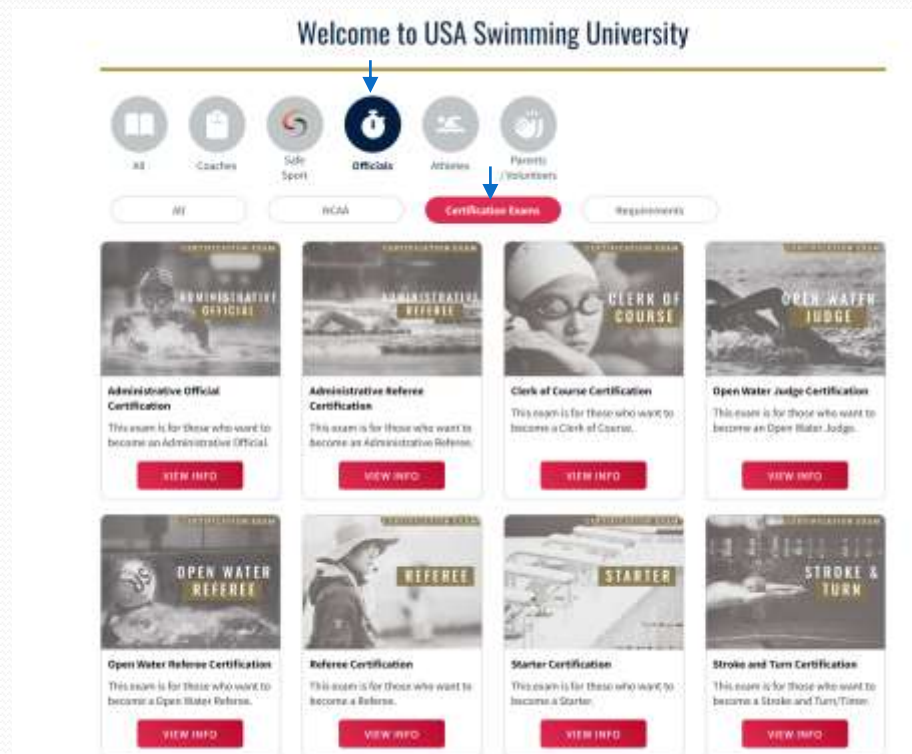 Welcome to USA Swimming University
All
Coaches
Safe
Sport
Officials
Athletes
Parents
/ Volunteers
All
NCAA
Certification Exams
Requirements
CERTIFICATION EXAM
ADMINISTRATIVE
OFFICIAL
Administrative Official
Certification
This exam is for those who want to
become an Administrative Official.
VIEW INFO
CERTIFICATION EXAM
ADMINISTRATIVE
REFEREE
Administrative Referee
Certification
This exam is for those who want to
become an Administrative Referee.
VIEW INFO
CERTIFICATION EXAM
CLERK OF
COURSE
Clerk of Course Certification
This exam is for those who want to
become a Clerk of Course.
VIEW INFO
CERTIFICATION EXAM
OPEN WATER
JUDGE
Open Water Judge Certification
This exam is for those who want to
become an Open Water Judge.
VIEW INFO
CERTIFICATION EXAM
OPEN WATER
REFEREE
Open Water Referee Certification
This exam is for those who want to
become a Open Water Referee.
VIEW INFO
CERTIFICATION EXAM
REFEREE
Referee Certification
This exam is for those who want to
become a Referee.
VIEW INFO
CERTIFICATION EXAM
STARTER
Starter Certification
This exam is for those who want to
become a Starter.
VIEW INFO
CERTIFICATION EXAM
STROKE &
TURN
Stroke and Turn Certification
This exam is for those who want to
become a Stroke and Turn/Timer.
VIEW INFO